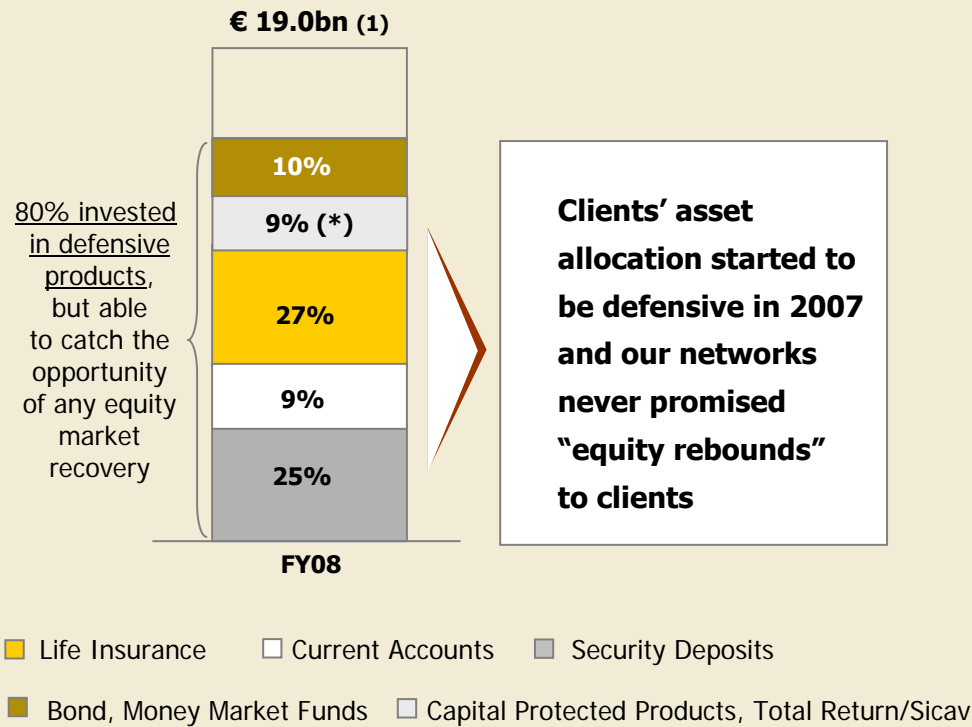 € 19.0bn (1)
10%
9% (*)
27%
9%
25%
FY08
80% invested
in defensive
products,
but able
to catch the
opportunity
of any equity
market
recovery
Clients’ asset
allocation started to
be defensive in 2007
and our networks
never promised
“equity rebounds”
to clients
Life Insurance
Current Accounts
Security Deposits
Bond, Money Market Funds
Capital Protected Products, Total Return/Sicav